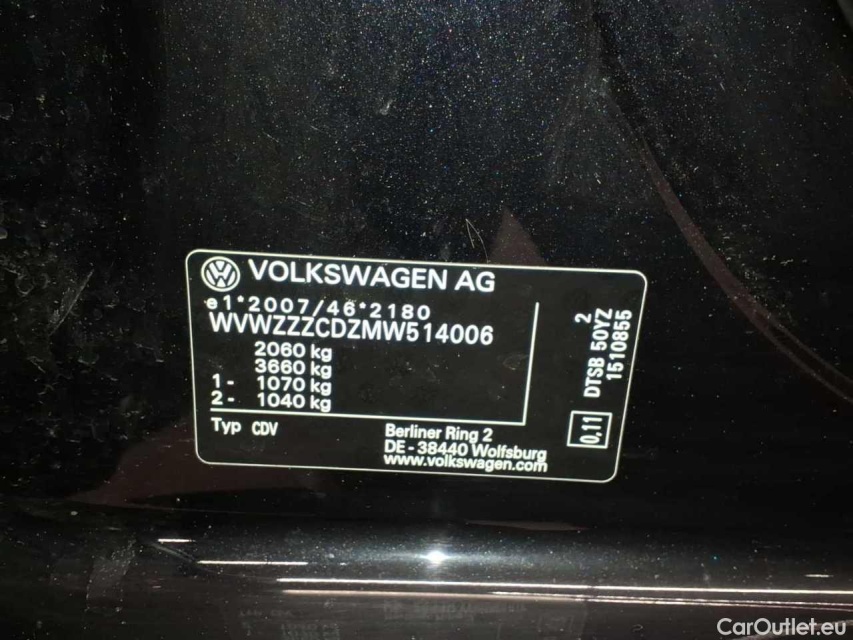 VOLKSWAGEN AG
e1*2007/46*2180
WVWZZZCDZMW514006
2060 kg
3660 kg
1 - 1070 kg
2 - 1040 kg
Typ CDV
Berliner Ring 2
DE - 38440 Wolfsburg
www.volkswagen.com
2
DTSB 50YZ
1510855
0,11
CarOutlet.eu